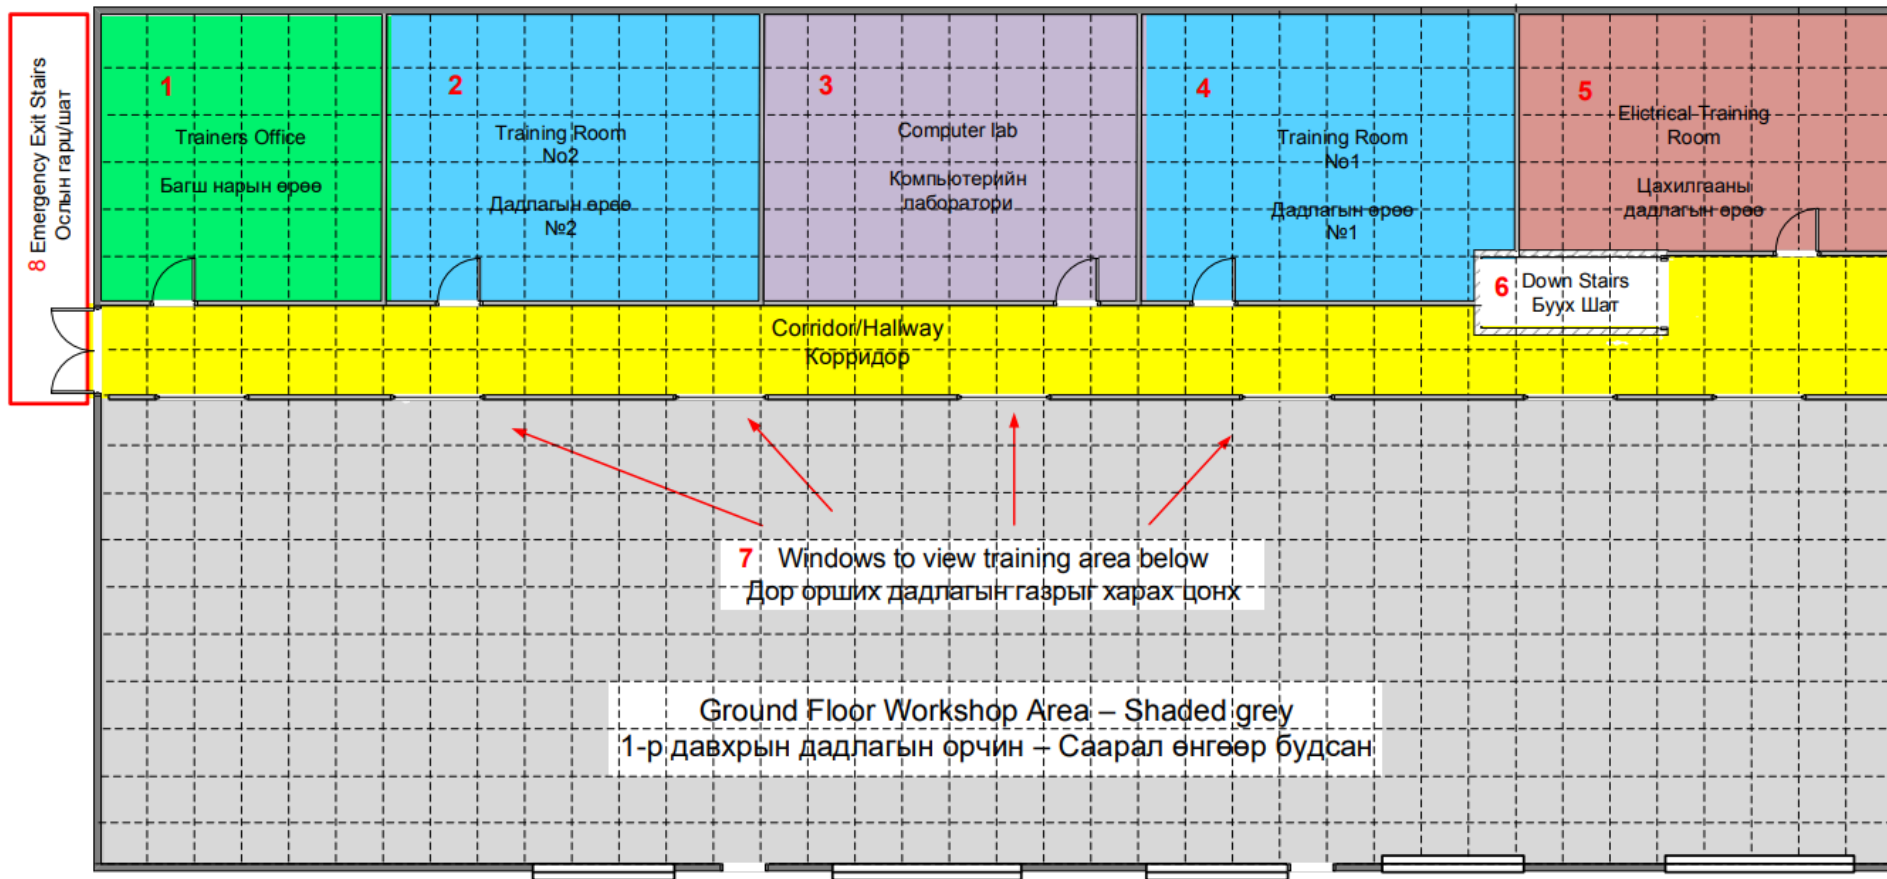 8 Emergency Exit Stairs
Ослын гарц/шат
1
Trainers Office
Багш нарын өрөө
2
Training Room
No2
Дадлагын өрөө
№2
3
Computer lab
Компьютерийн
лаборатори
4
Training Room
No1
Дадлагын өрөө
№1
5
Elictrical Training
Room
Цахилгааны
дадлагын өрөө
6 Down Stairs
Буух Шат
Corridor/Hallway
Корридор
7 Windows to view training area below
Дор орших дадлагын газрыг харах цонх
Ground Floor Workshop Area – Shaded grey
1-р давхрын дадлагын орчин – Саарал өнгөөр будсан